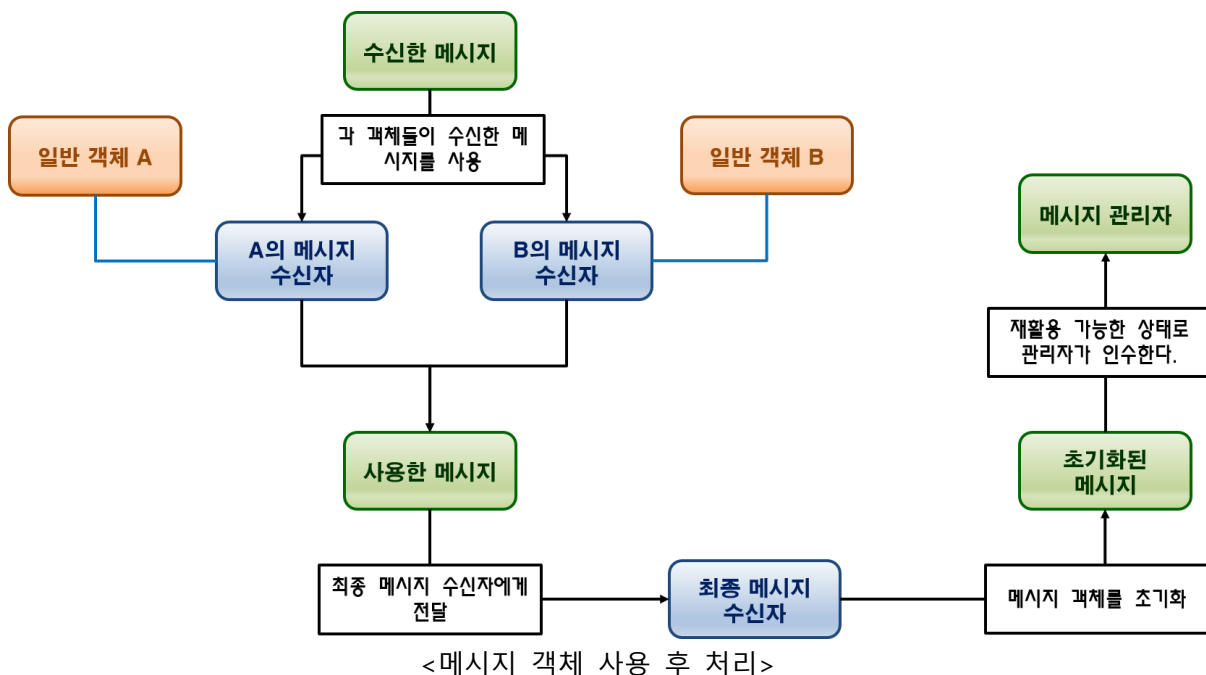 수신한 메시지
각 객체들이 수신한 메
시지를 사용
일반 객체 A
일반 객체 B
A의 메시지
수신자
B의 메시지
수신자
메시지 관리자
재활용 가능한 상태로
관리자가 인수한다.
사용한 메시지
초기화된
메시지
최종 메시지 수신자에게
전달
최종 메시지
수신자
메시지 객체를 초기화
<메시지 객체 사용 후 처리>